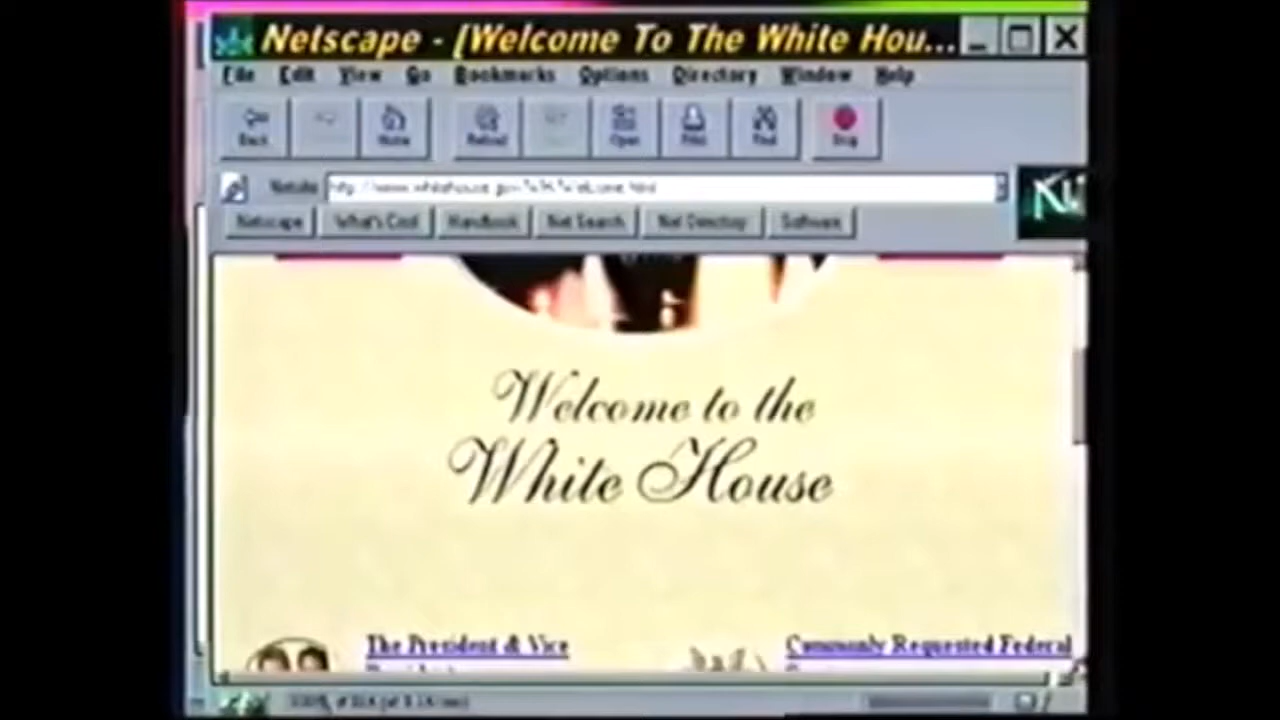 Netscape - [Welcome To The White Hou...
File Edit View Go Bookmarks Options Directory Window Help
Back Home Reload Open Print Find Stop
Netsite:
Netscape What's Cool Handbook Net Search Net Directory Software
Welcome to the
White House
The President & Vice
Commonly Requested Federal